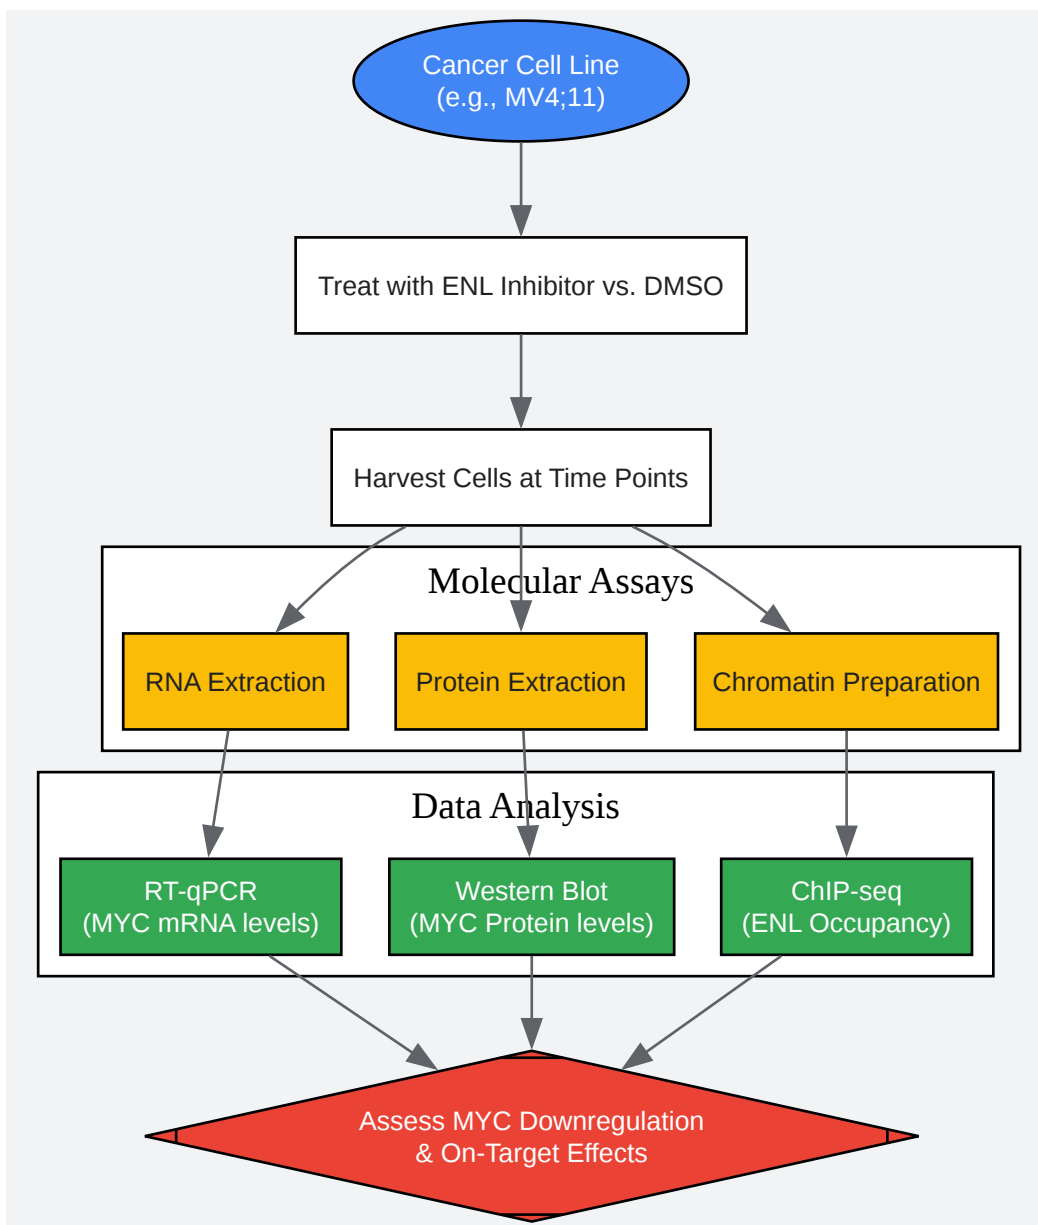 Cancer Cell Line
(e.g., MV4;11)
Treat with ENL Inhibitor vs. DMSO
Harvest Cells at Time Points
Molecular Assays
RNA Extraction
Protein Extraction
Chromatin Preparation
Data Analysis
RT-qPCR
(MYC mRNA levels)
Western Blot
(MYC Protein levels)
ChIP-seq
(ENL Occupancy)
Assess MYC Downregulation
& On-Target Effects